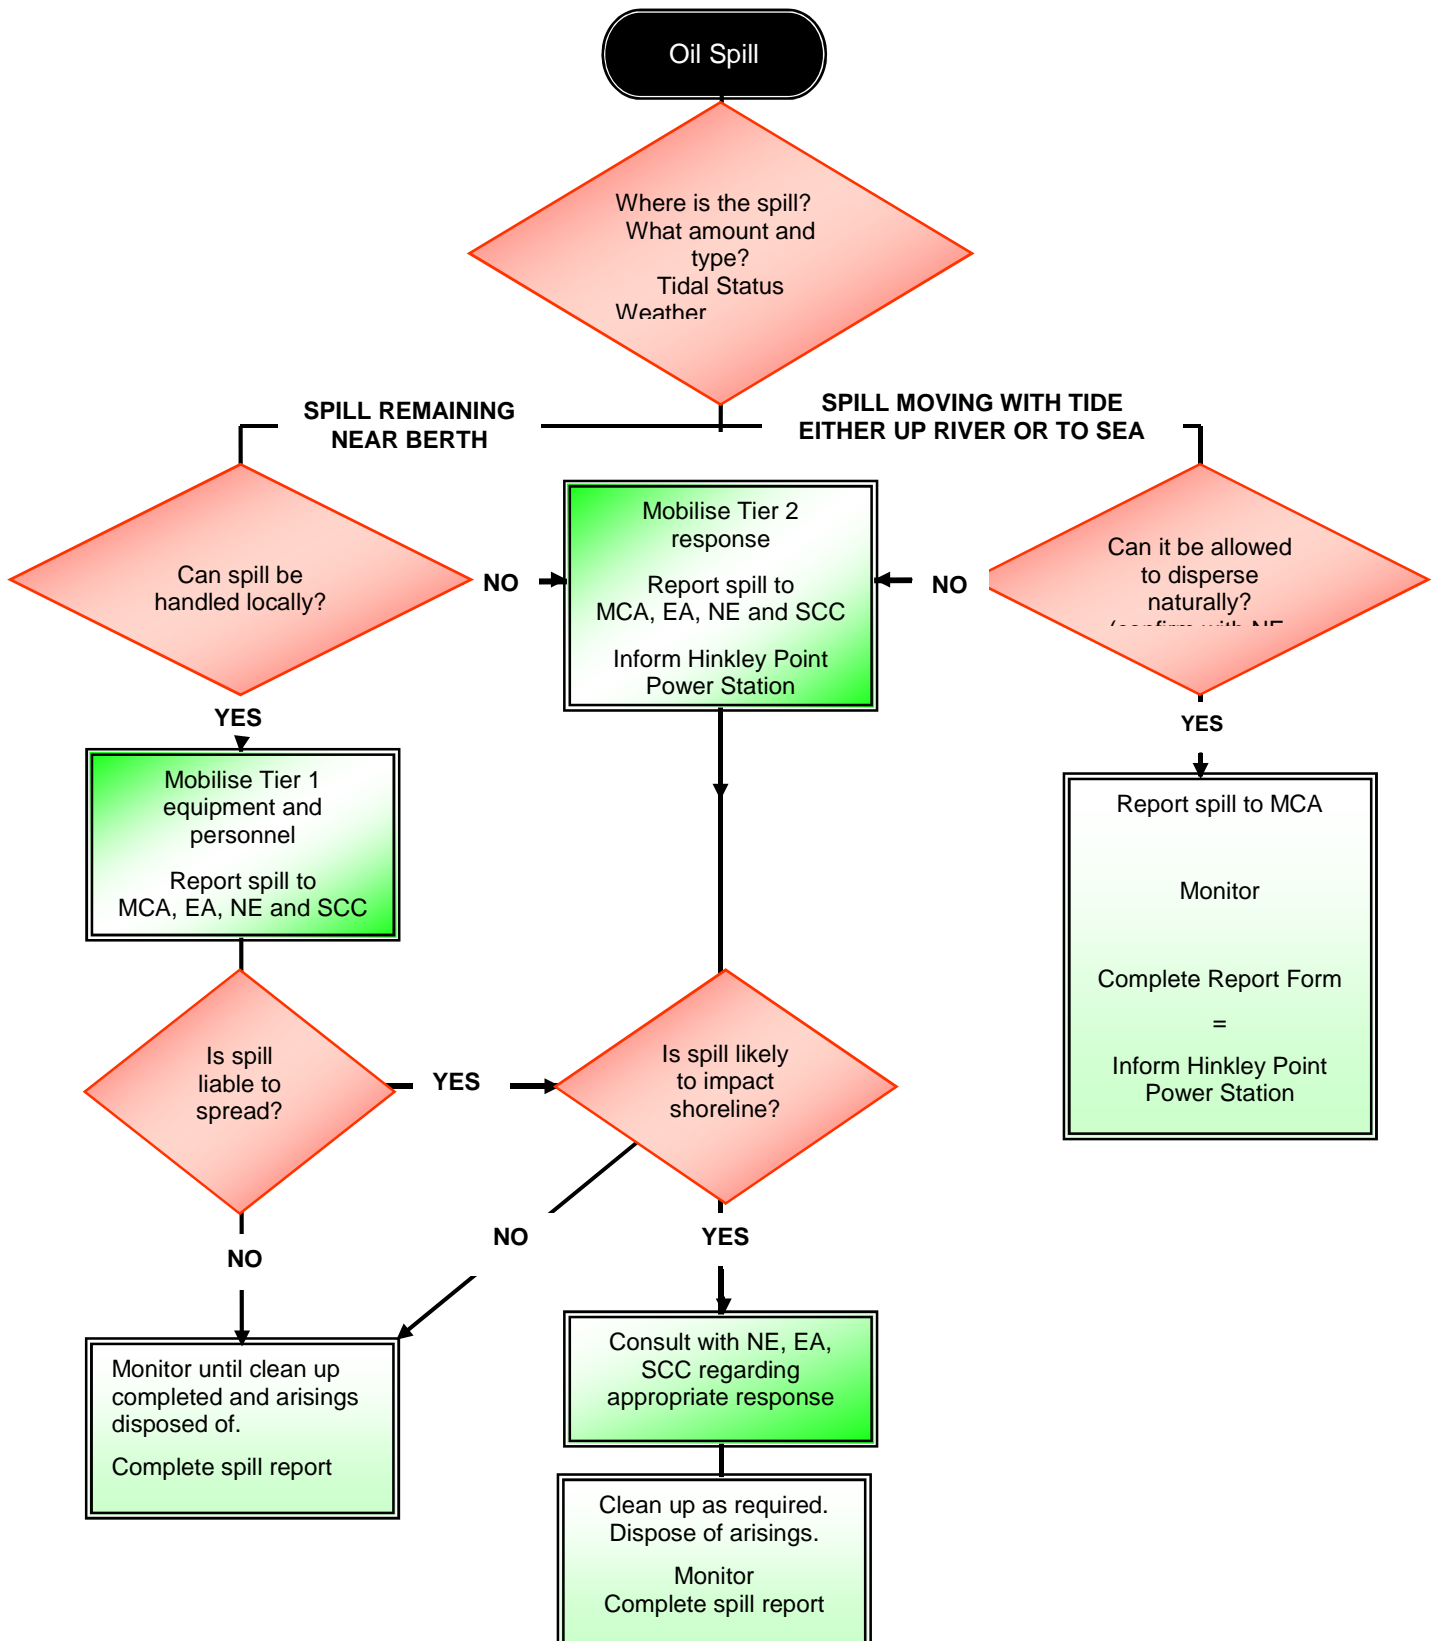 Oil Spill
Where is the spill?
What amount and
type?
Tidal Status
Weather
SPILL REMAINING
NEAR BERTH
SPILL MOVING WITH TIDE
EITHER UP RIVER OR TO SEA
Can spill be
handled locally?
NO
Mobilise Tier 2
response
Report spill to
MCA, EA, NE and SCC
Inform Hinkley Point
Power Station
NO
Can it be allowed
to disperse
naturally?
(confirm with NE
YES
YES
Mobilise Tier 1
equipment and
personnel
Report spill to
MCA, EA, NE and SCC
Report spill to MCA
Monitor
Complete Report Form
=
Inform Hinkley Point
Power Station
Is spill
liable to
spread?
YES
Is spill likely
to impact
shoreline?
NO
NO
YES
Monitor until clean up
completed and arisings
disposed of.
Complete spill report
Consult with NE, EA,
SCC regarding
appropriate response
Clean up as required.
Dispose of arisings.
Monitor
Complete spill report